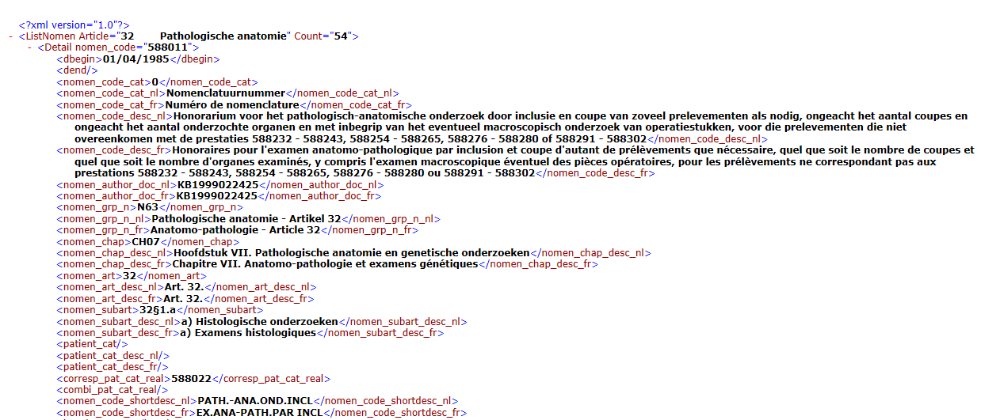 <?xml version="1.0"?>
- <ListNomen Article="32 Pathologische anatomie" Count="54">
- <Detail nomen_code="588011">
<dbegin>01/04/1985</dbegin>
<dend/>
<nomen_code_cat>0</nomen_code_cat>
<nomen_code_cat_nl>Nomenclatuurnummer</nomen_code_cat_nl>
<nomen_code_cat_fr>Numéro de nomenclature</nomen_code_cat_fr>
<nomen_code_desc_nl>Honorarium voor het pathologisch-anatomische onderzoek door inclusie en coupe van zoveel prelevementen als nodig, ongeacht het aantal coupes en
ongeacht het aantal onderzochte organen en met inbegrip van het eventueel macroscopisch onderzoek van operatiestukken, voor die prelevementen die niet
overeenkomen met de prestaties 588232 - 588243, 588254 - 588265, 588276 - 588280 of 588291 - 588302</nomen_code_desc_nl>
<nomen_code_desc_fr>Honoraires pour l'examen anatomo-pathologique par inclusion et coupe d'autant de prélèvements que nécessaire, quel que soit le nombre de coupes et
quel que soit le nombre d'organes examinés, y compris l'examen macroscopique éventuel des pièces opératoires, pour les prélèvements ne correspondant pas aux
prestations 588232 - 588243, 588254 - 588265, 588276 - 588280 ou 588291 - 588302</nomen_code_desc_fr>
<nomen_author_doc_nl>KB1999022425</nomen_author_doc_nl>
<nomen_author_doc_fr>KB1999022425</nomen_author_doc_fr>
<nomen_grp_n>N63</nomen_grp_n>
<nomen_grp_n_nl>Pathologische anatomie - Artikel 32</nomen_grp_n_nl>
<nomen_grp_n_fr>Anatomo-pathologie - Article 32</nomen_grp_n_fr>
<nomen_chap>CH07</nomen_chap>
<nomen_chap_desc_nl>Hoofdstuk VII. Pathologische anatomie en genetische onderzoeken</nomen_chap_desc_nl>
<nomen_chap_desc_fr>Chapitre VII. Anatomo-pathologie et examens génétiques</nomen_chap_desc_fr>
<nomen_art>32</nomen_art>
<nomen_art_desc_nl>Art. 32.</nomen_art_desc_nl>
<nomen_art_desc_fr>Art. 32.</nomen_art_desc_fr>
<nomen_subart>32§1.a</nomen_subart>
<nomen_subart_desc_nl>a) Histologische onderzoeken</nomen_subart_desc_nl>
<nomen_subart_desc_fr>a) Examens histologiques</nomen_subart_desc_fr>
<patient_cat/>
<patient_cat_desc_nl/>
<patient_cat_desc_fr/>
<corresp_pat_cat_real>588022</corresp_pat_cat_real>
<combi_pat_cat_real/>
<nomen_code_shortdesc_nl>PATH.-ANA.OND.INCL</nomen_code_shortdesc_nl>
<nomen_code_shortdesc_fr>EX.ANA-PATH.PAR INCL</nomen_code_shortdesc_fr>